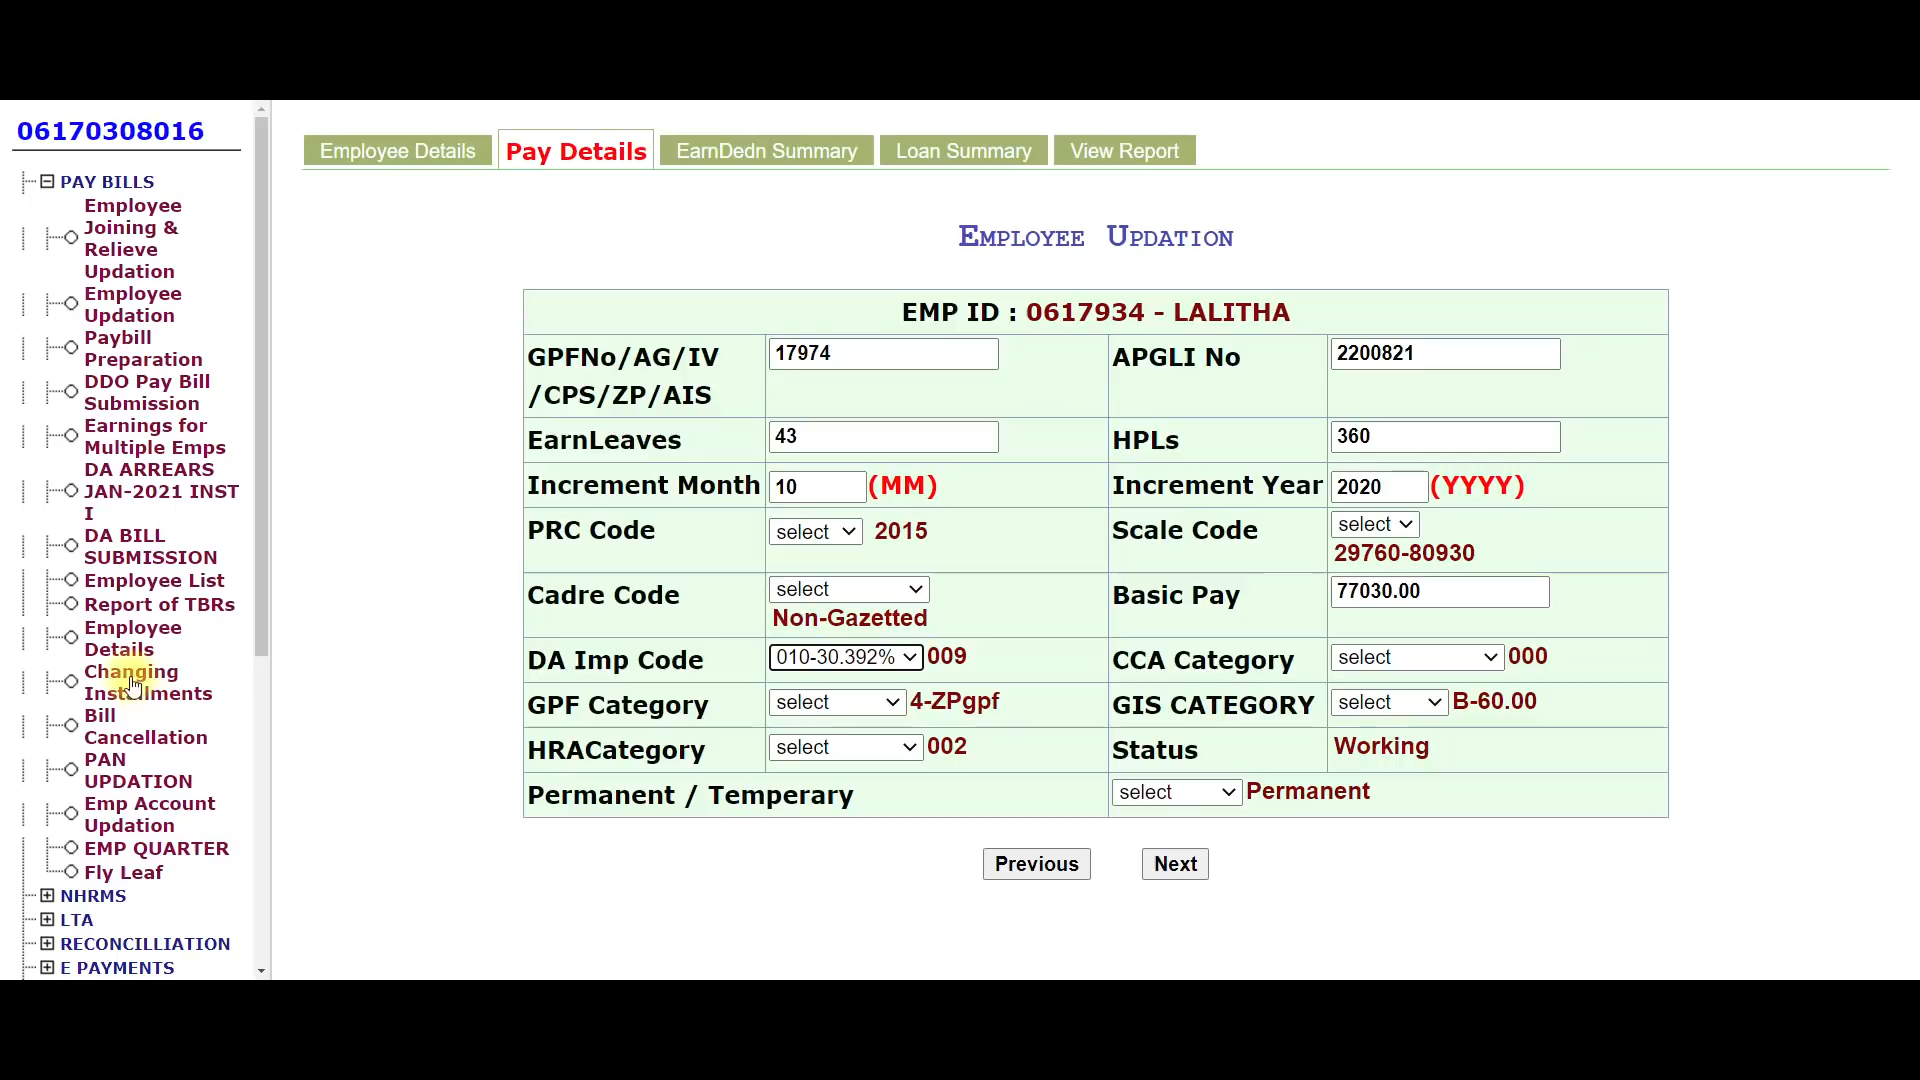 06170308016
PAY BILLS
Employee
Joining &
Relieve
Updation
Employee
Updation
Paybill
Preparation
DDO Pay Bill
Submission
Earnings for
Multiple Emps
DA ARREARS
JAN-2021 INST
I
DA BILL
SUBMISSION
Employee List
Report of TBRs
Employee
Details
Changing
Installments
Bill
Cancellation
PAN
UPDATION
Emp Account
Updation
EMP QUARTER
Fly Leaf
NHRMS
LTA
RECONCILLIATION
E PAYMENTS
Employee Details Pay Details EarnDedn Summary Loan Summary View Report
Employee Updation
EMP ID : 0617934 - LALITHA
GPFNo/AG/IV
/CPS/ZP/AIS 17974 APGLI No 2200821
EarnLeaves 43 HPLs 360
Increment Month 10 (MM) Increment Year 2020 (YYYY)
PRC Code select 2015 Scale Code select
29760-80930
Cadre Code select Basic Pay 77030.00
Non-Gazetted
DA Imp Code 010-30.392% 009 CCA Category select 000
GPF Category select 4-ZPgpf GIS CATEGORY select B-60.00
HRACategory select 002 Status Working
Permanent / Temperary select Permanent
Previous Next